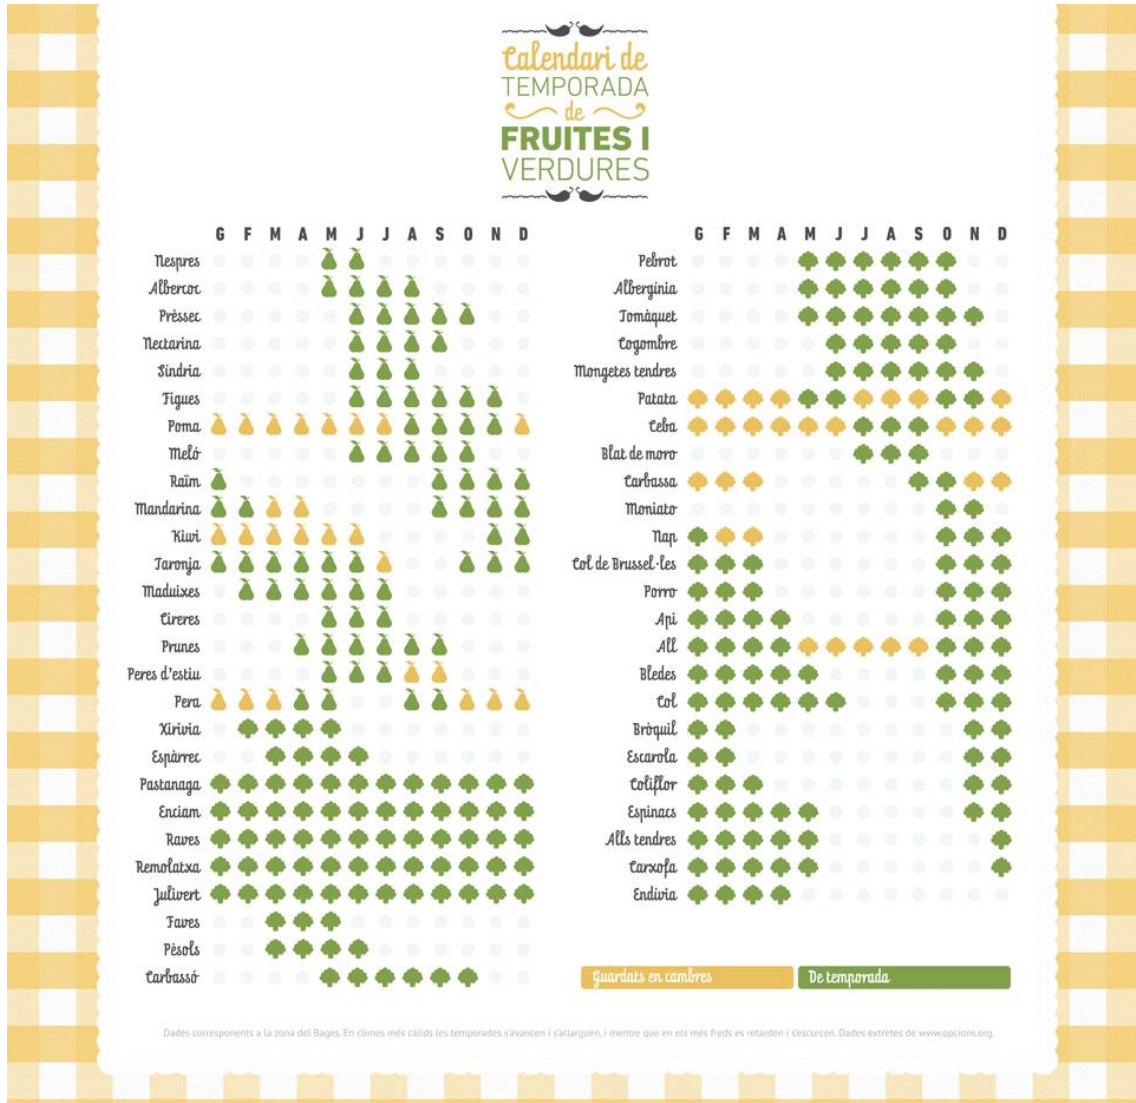 Calendari de
TEMPORADA
de
FRUITES I
VERDURES
G F M A M J J A S O N D
Nespres
Albercoc
Prèssec
Nectarina
Síndria
Figues
Poma
Meló
Raïm
Mandarina
Kiwi
Taronja
Maduixes
Cireres
Prunes
Peres d'estiu
Pera
Xirivia
Espàrrec
Pastanaga
Enciam
Raves
Remolatxa
Julivert
Faves
Pèsols
Carbassó
G F M A M J J A S O N D
Pebrot
Albergínia
Tomàquet
Cogombre
Mongetes tendres
Patata
Ceba
Blat de moro
Carbassa
Moniato
Nap
Col de Brussel·les
Porro
Api
All
Bledes
Col
Bròquil
Escarola
Coliflor
Espinacs
Alls tendres
Carxofa
Endívia
Guardats en cambres
De temporada
Dades corresponents a la zona del Bages. En climes més càlids les temporades s'avancen i s'allarguen, i mentre que en els més freds es retarden i s'escurcen. Dades extretes de www.opcions.org.